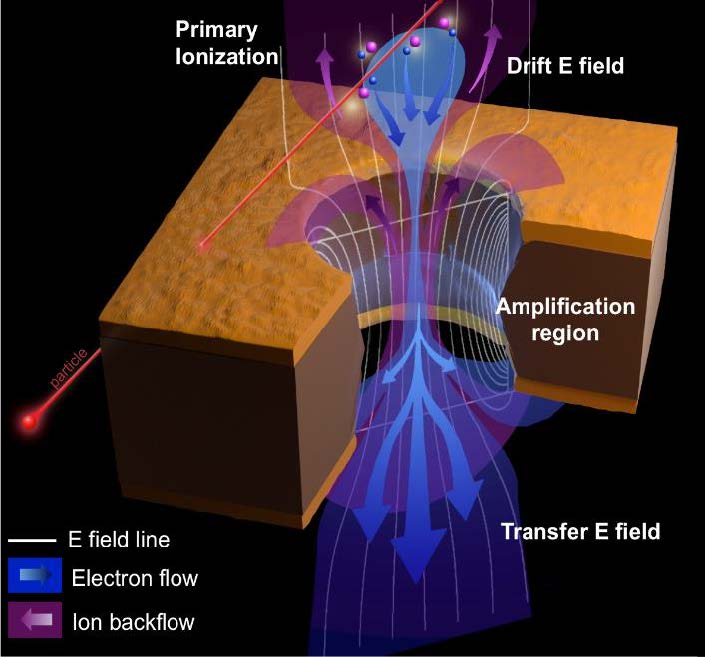 Primary
Ionization
Drift E field
Amplification
region
particle
Transfer E field
E field line
Electron flow
Ion backflow